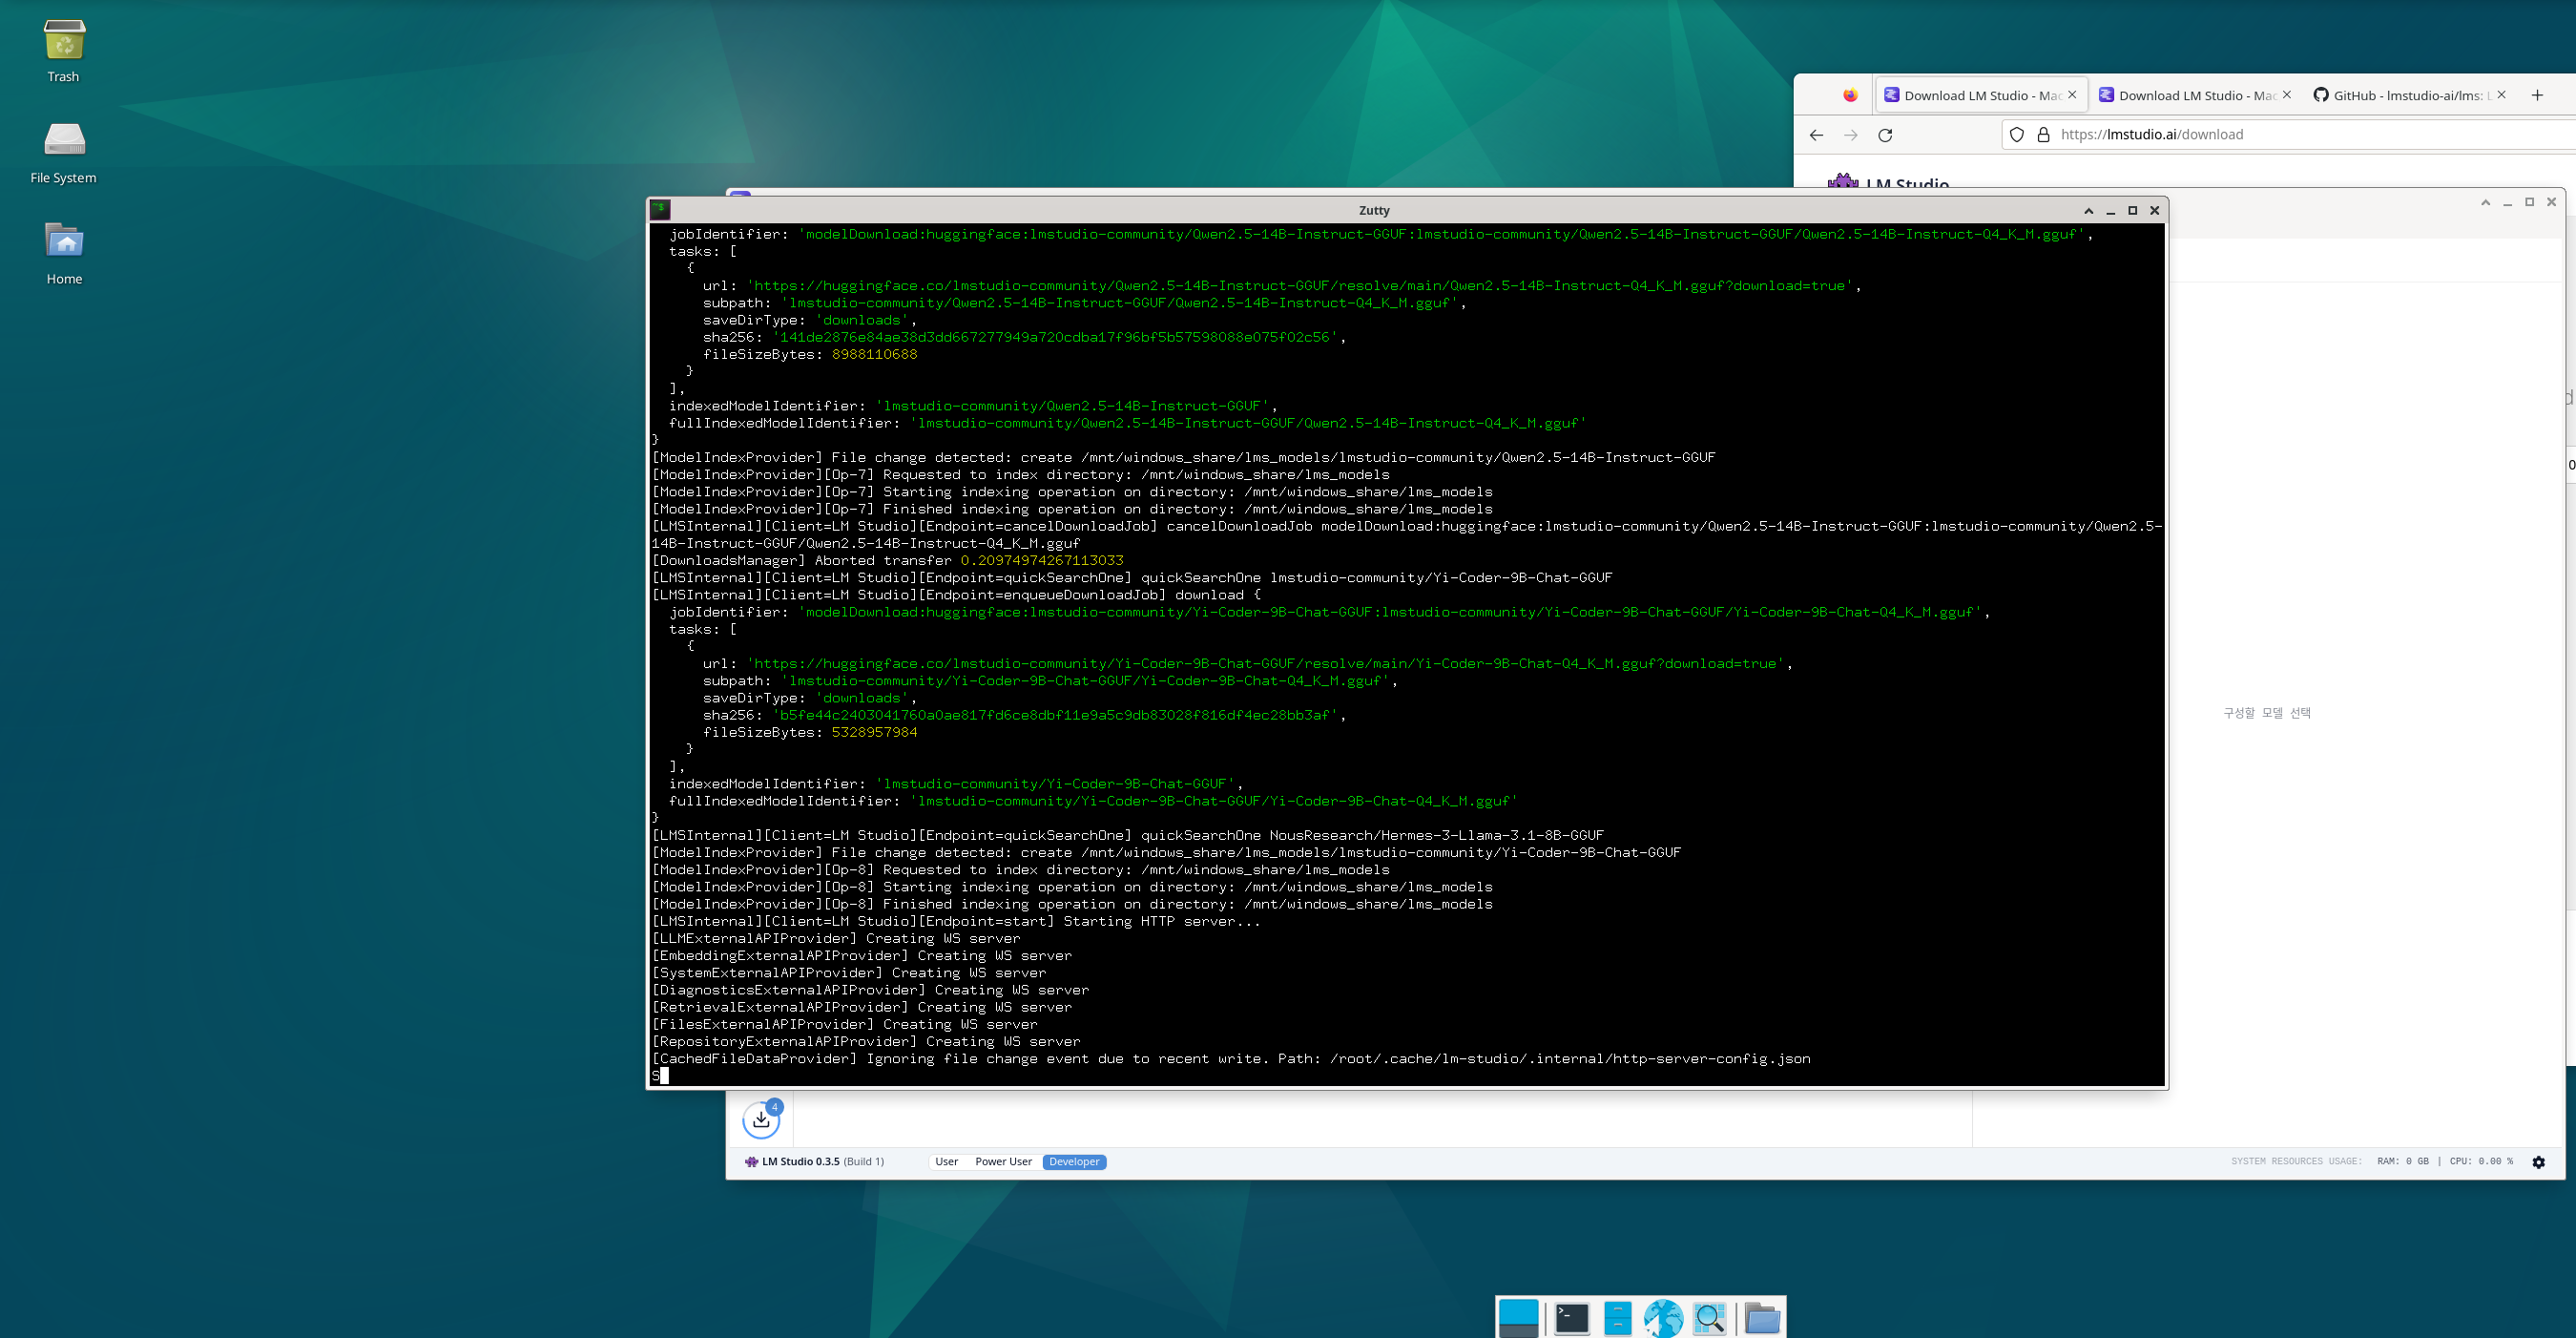 Trash
File System
Home
Download LM Studio - Mac
Download LM Studio - Mac
GitHub - lmstudio-ai/lms: L
https://lmstudio.ai/download
LM Studio
Zutty
jobIdentifier: 'modelDownload:huggingface:lmstudio-community/Qwen2.5-14B-Instruct-GGUF:lmstudio-community/Qwen2.5-14B-Instruct-GGUF/Qwen2.5-14B-Instruct-Q4_K_M.gguf',
tasks: [
{
url: 'https://huggingface.co/lmstudio-community/Qwen2.5-14B-Instruct-GGUF/resolve/main/Qwen2.5-14B-Instruct-Q4_K_M.gguf?download=true',
subpath: 'lmstudio-community/Qwen2.5-14B-Instruct-GGUF/Qwen2.5-14B-Instruct-Q4_K_M.gguf',
saveDirType: 'downloads',
sha256: '141de2876e84ae38d3dd667277949a720cdba17f96bf5b57598088e075f02c56',
fileSizeBytes: 8988110688
}
],
indexedModelIdentifier: 'lmstudio-community/Qwen2.5-14B-Instruct-GGUF',
fullIndexedModelIdentifier: 'lmstudio-community/Qwen2.5-14B-Instruct-GGUF/Qwen2.5-14B-Instruct-Q4_K_M.gguf'
}
[ModelIndexProvider] File change detected: create /mnt/windows_share/lms_models/lmstudio-community/Qwen2.5-14B-Instruct-GGUF
[ModelIndexProvider][Op-7] Requested to index directory: /mnt/windows_share/lms_models
[ModelIndexProvider][Op-7] Starting indexing operation on directory: /mnt/windows_share/lms_models
[ModelIndexProvider][Op-7] Finished indexing operation on directory: /mnt/windows_share/lms_models
[LMSInternal][Client=LM Studio][Endpoint=cancelDownloadJob] cancelDownloadJob modelDownload:huggingface:lmstudio-community/Qwen2.5-14B-Instruct-GGUF:lmstudio-community/Qwen2.5-
14B-Instruct-GGUF/Qwen2.5-14B-Instruct-Q4_K_M.gguf
[DownloadsManager] Aborted transfer 0.20974974267113033
[LMSInternal][Client=LM Studio][Endpoint=quickSearchOne] quickSearchOne lmstudio-community/Yi-Coder-9B-Chat-GGUF
[LMSInternal][Client=LM Studio][Endpoint=enqueueDownloadJob] download {
jobIdentifier: 'modelDownload:huggingface:lmstudio-community/Yi-Coder-9B-Chat-GGUF:lmstudio-community/Yi-Coder-9B-Chat-GGUF/Yi-Coder-9B-Chat-Q4_K_M.gguf',
tasks: [
{
url: 'https://huggingface.co/lmstudio-community/Yi-Coder-9B-Chat-GGUF/resolve/main/Yi-Coder-9B-Chat-Q4_K_M.gguf?download=true',
subpath: 'lmstudio-community/Yi-Coder-9B-Chat-GGUF/Yi-Coder-9B-Chat-Q4_K_M.gguf',
saveDirType: 'downloads',
sha256: 'b5fe44c2403041760a0ae817fd6ce8dbf11e9a5c9db83028f816df4ec28bb3af',
fileSizeBytes: 5328957984
}
],
indexedModelIdentifier: 'lmstudio-community/Yi-Coder-9B-Chat-GGUF',
fullIndexedModelIdentifier: 'lmstudio-community/Yi-Coder-9B-Chat-GGUF/Yi-Coder-9B-Chat-Q4_K_M.gguf'
}
[LMSInternal][Client=LM Studio][Endpoint=quickSearchOne] quickSearchOne NousResearch/Hermes-3-Llama-3.1-8B-GGUF
[ModelIndexProvider] File change detected: create /mnt/windows_share/lms_models/lmstudio-community/Yi-Coder-9B-Chat-GGUF
[ModelIndexProvider][Op-8] Requested to index directory: /mnt/windows_share/lms_models
[ModelIndexProvider][Op-8] Starting indexing operation on directory: /mnt/windows_share/lms_models
[ModelIndexProvider][Op-8] Finished indexing operation on directory: /mnt/windows_share/lms_models
[LMSInternal][Client=LM Studio][Endpoint=start] Starting HTTP server...
[LLMExternalAPIProvider] Creating WS server
[EmbeddingExternalAPIProvider] Creating WS server
[SystemExternalAPIProvider] Creating WS server
[DiagnosticsExternalAPIProvider] Creating WS server
[RetrievalExternalAPIProvider] Creating WS server
[FilesExternalAPIProvider] Creating WS server
[RepositoryExternalAPIProvider] Creating WS server
[CachedFileDataProvider] Ignoring file change event due to recent write. Path: /root/.cache/lm-studio/.internal/http-server-config.json
S
구성할 모델 선택
4
LM Studio 0.3.5 (Build 1)
User
Power User
Developer
SYSTEM RESOURCES USAGE: RAM: 0 GB | CPU: 0.00 %